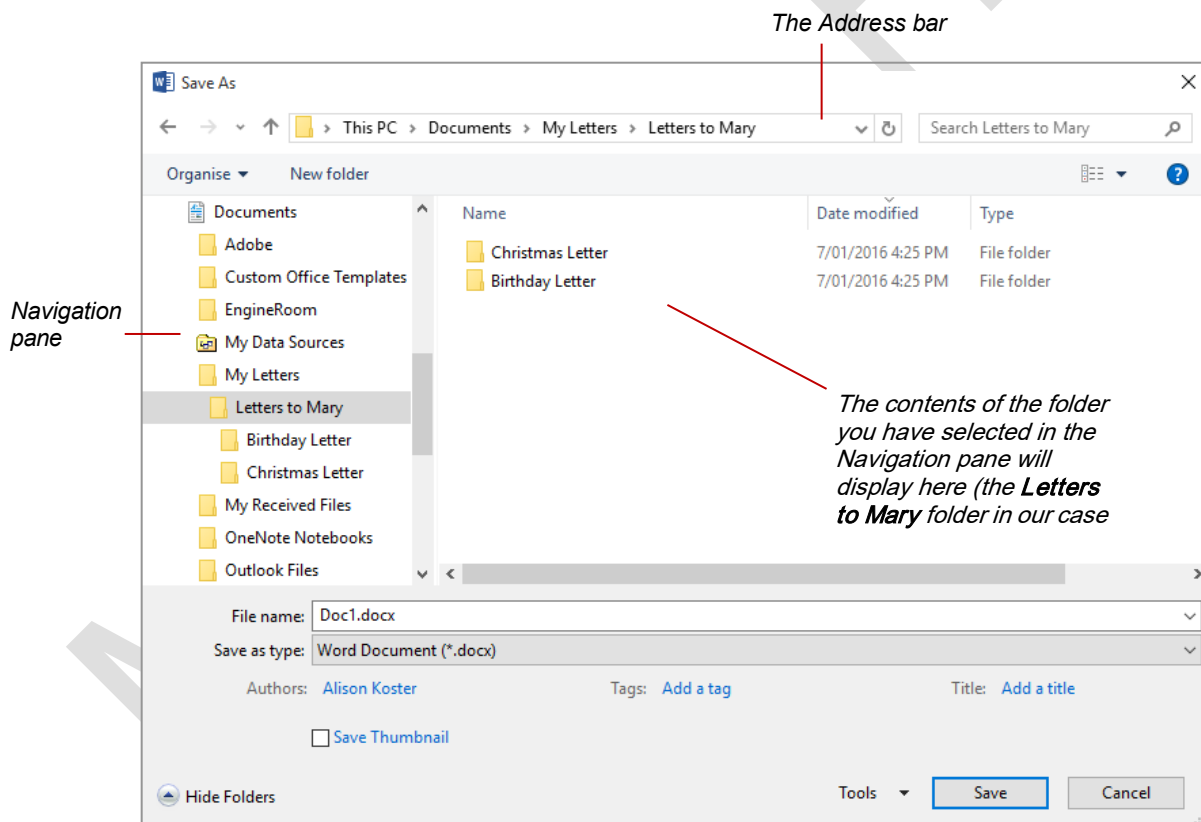 The Address bar
Save As
This PC > Documents > My Letters > Letters to Mary
Search Letters to Mary
Organise
New folder
Documents
Adobe
Custom Office Templates
EngineRoom
My Data Sources
My Letters
Letters to Mary
Birthday Letter
Christmas Letter
My Received Files
OneNote Notebooks
Outlook Files
Navigation
pane
Name Date modified Type
Christmas Letter 7/01/2016 4:25 PM File folder
Birthday Letter 7/01/2016 4:25 PM File folder
The contents of the folder
you have selected in the
Navigation pane will
display here (the Letters
to Mary folder in our case
File name: Doc1.docx
Save as type: Word Document (*.docx)
Authors: Alison Koster Tags: Add a tag Title: Add a title
Save Thumbnail
Hide Folders Tools Save Cancel